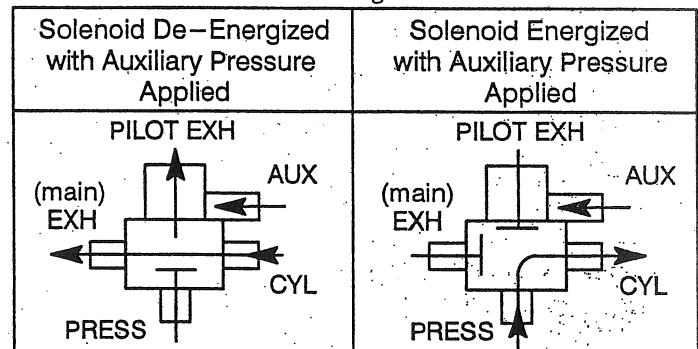 Solenoid De-Energized
with Auxiliary Pressure
Applied
Solenoid Energized
with Auxiliary Pressure
Applied
PILOT EXH
AUX
(main)
EXH
CYL
PRESS
PILOT EXH
AUX
(main)
EXH
CYL
PRESS